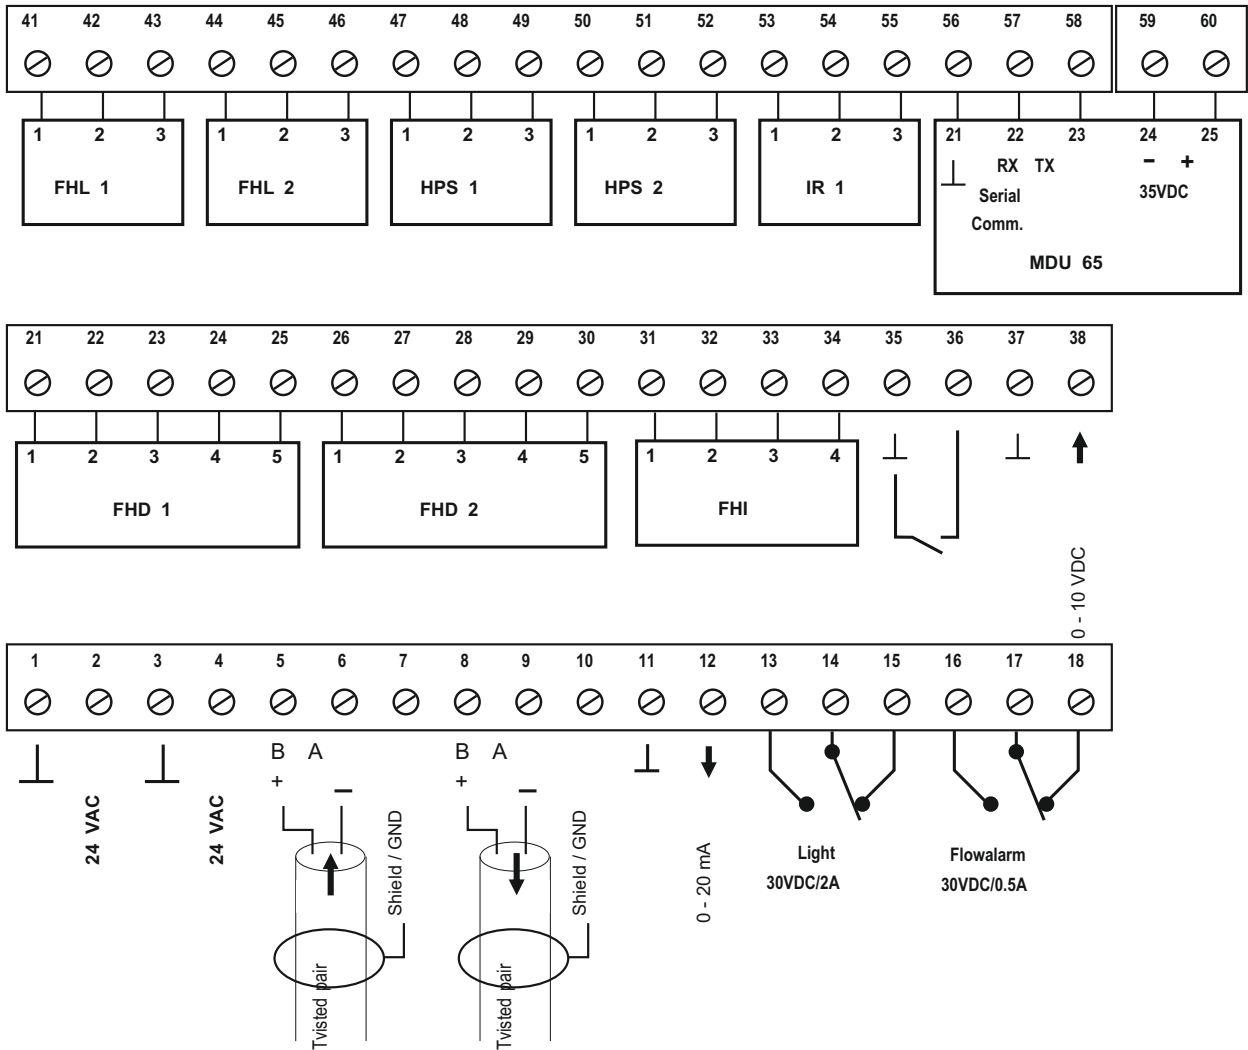 41 42 43 44 45 46 47 48 49 50 51 52 53 54 55 56 57 58 59 60
1 2 3 1 2 3 1 2 3 1 2 3 1 2 3 21 22 23 24 25
RX TX - +
FHL 1 FHL 2 HPS 1 HPS 2 IR 1 Serial 35VDC
Comm.
MDU 65
21 22 23 24 25 26 27 28 29 30 31 32 33 34 35 36 37 38
1 2 3 4 5 1 2 3 4 5 1 2 3 4
FHD 1 FHD 2 FHI
0 - 10 VDC
1 2 3 4 5 6 7 8 9 10 11 12 13 14 15 16 17 18
B A B A
+ - + -
24 VAC 24 VAC Shield / GND Shield / GND 0 - 20 mA
Light Flowalarm
30VDC/2A 30VDC/0.5A
Tvisted pair Tvisted pair